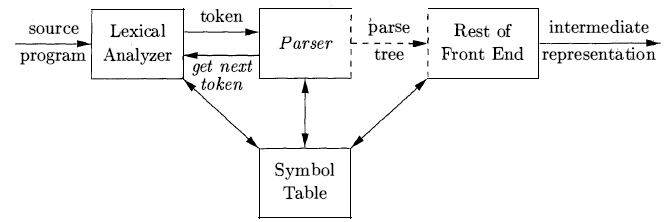 source
program
Lexical
Analyzer
token
get next
token
Parser
parse
tree
Rest of
Front End
intermediate
representation
Symbol
Table